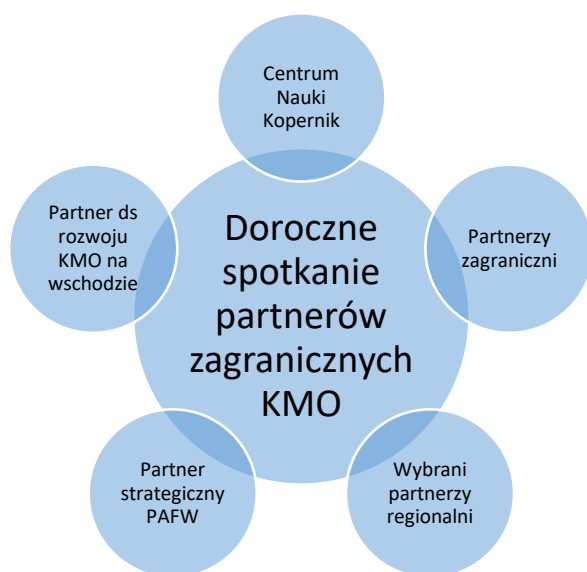 Centrum
Nauki
Kopernik
Partner ds
rozwoju
KMO na
wschodzie
Doroczne
spotkanie
partnerów
zagranicznych
KMO
Partnerzy
zagraniczni
Partner
strategiczny
PAFW
Wybrani
partnerzy
regionalni